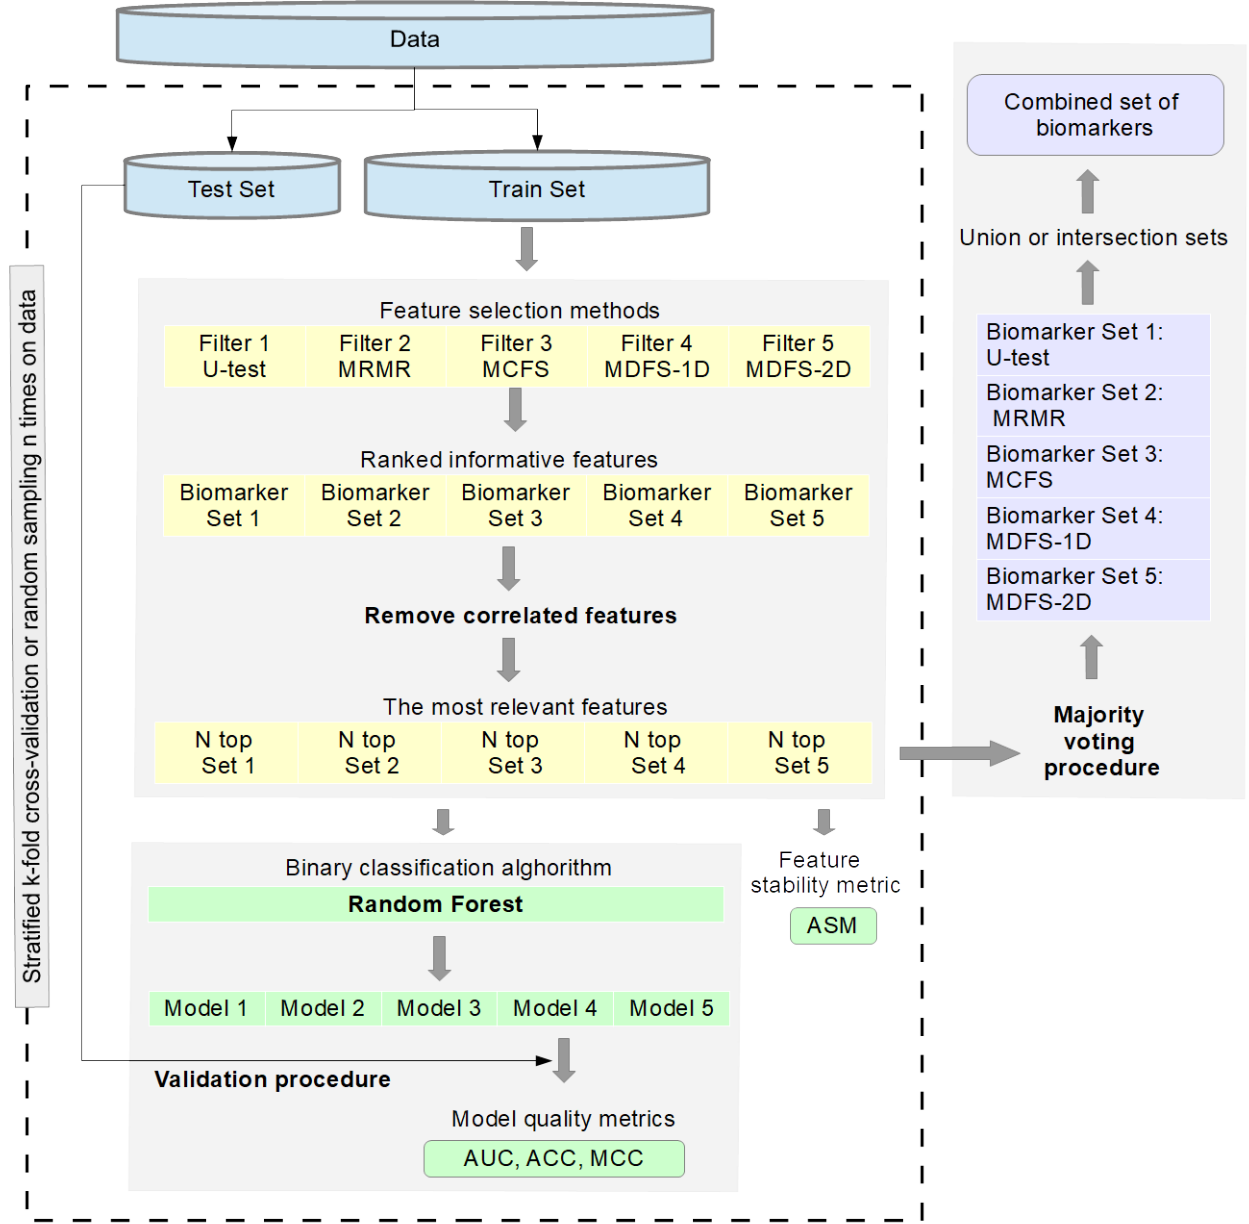 Data
Test Set
Train Set
Stratified k-fold cross-validation or random sampling n times on data
Feature selection methods
Filter 1
U-test
Filter 2
MRMR
Filter 3
MCFS
Filter 4
MDFS-1D
Filter 5
MDFS-2D
Ranked informative features
Biomarker
Set 1
Biomarker
Set 2
Biomarker
Set 3
Biomarker
Set 4
Biomarker
Set 5
Remove correlated features
The most relevant features
N top
Set 1
N top
Set 2
N top
Set 3
N top
Set 4
N top
Set 5
Binary classification alghorithm
Random Forest
Model 1
Model 2
Model 3
Model 4
Model 5
Validation procedure
Model quality metrics
AUC, ACC, MCC
Feature
stability metric
ASM
Combined set of
biomarkers
Union or intersection sets
Biomarker Set 1:
U-test
Biomarker Set 2:
MRMR
Biomarker Set 3:
MCFS
Biomarker Set 4:
MDFS-1D
Biomarker Set 5:
MDFS-2D
Majority
voting
procedure